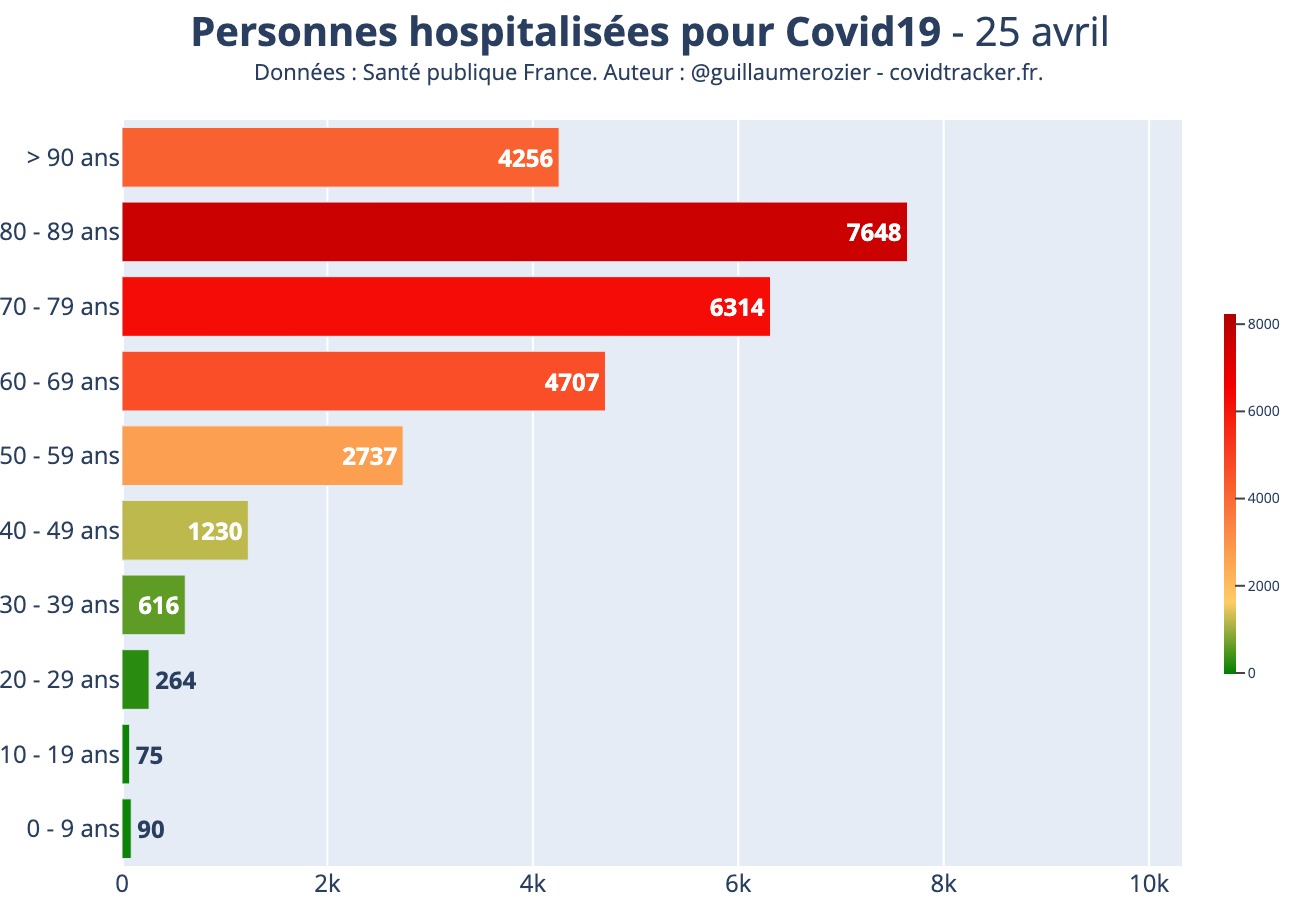 Personnes hospitalisées pour Covid19 - 25 avril
Données : Santé publique France. Auteur : @guillaumerozier - covidtracker.fr.
> 90 ans 4256
80 - 89 ans 7648
70 - 79 ans 6314
60 - 69 ans 4707
50 - 59 ans 2737
40 - 49 ans 1230
30 - 39 ans 616
20 - 29 ans 264
10 - 19 ans 75
0 - 9 ans 90
0 2k 4k 6k 8k 10k
8000
6000
4000
2000
0